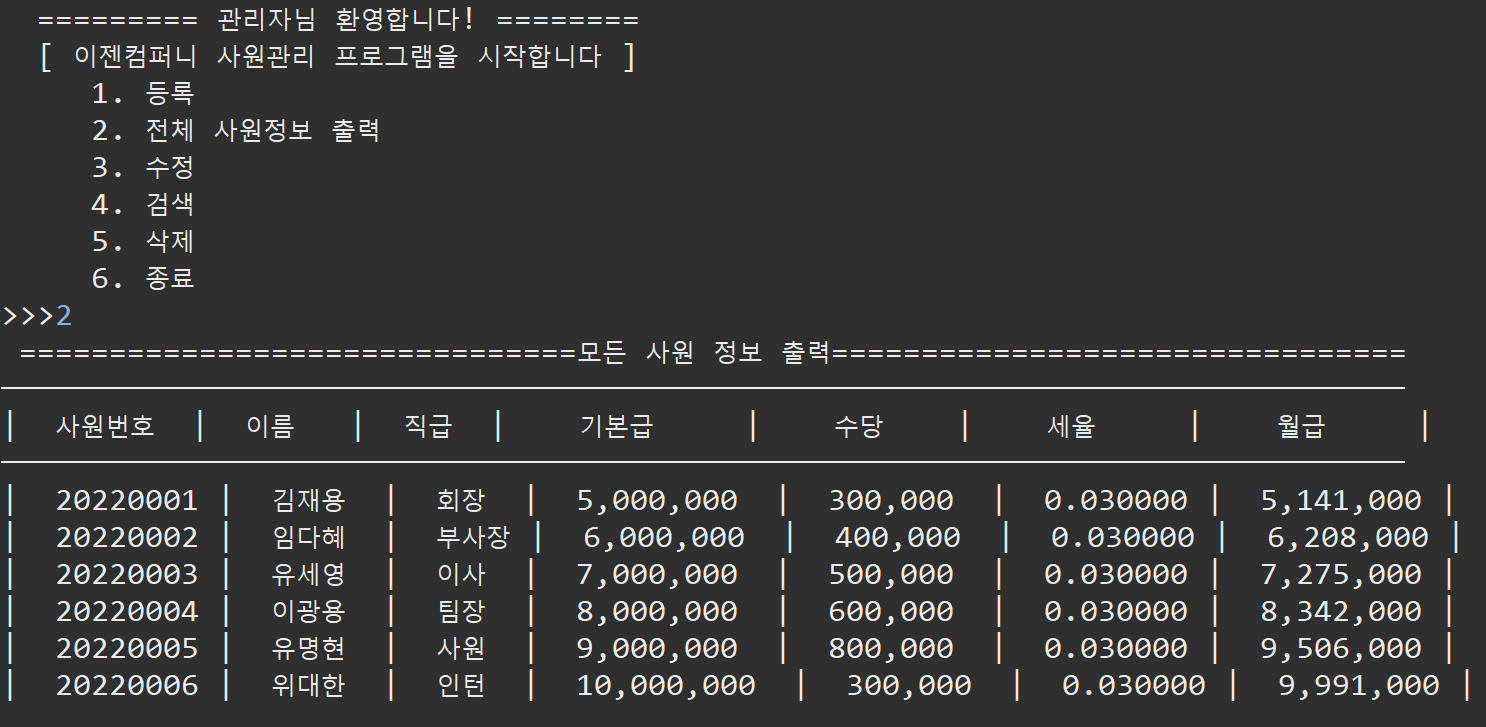 ========= 관리자님 환영합니다! ========
[ 이젠컴퍼니 사원관리 프로그램을 시작합니다 ]
1. 등록
2. 전체 사원정보 출력
3. 수정
4. 검색
5. 삭제
6. 종료
>>>2
===============================모든 사원 정보 출력================================
| 사원번호 | 이름 | 직급 | 기본급 | 수당 | 세율 | 월급 |
| 20220001 | 김재용 | 회장 | 5,000,000 | 300,000 | 0.030000 | 5,141,000 |
| 20220002 | 임다혜 | 부사장 | 6,000,000 | 400,000 | 0.030000 | 6,208,000 |
| 20220003 | 유세영 | 이사 | 7,000,000 | 500,000 | 0.030000 | 7,275,000 |
| 20220004 | 이광용 | 팀장 | 8,000,000 | 600,000 | 0.030000 | 8,342,000 |
| 20220005 | 유명현 | 사원 | 9,000,000 | 800,000 | 0.030000 | 9,506,000 |
| 20220006 | 위대한 | 인턴 | 10,000,000 | 300,000 | 0.030000 | 9,991,000 |